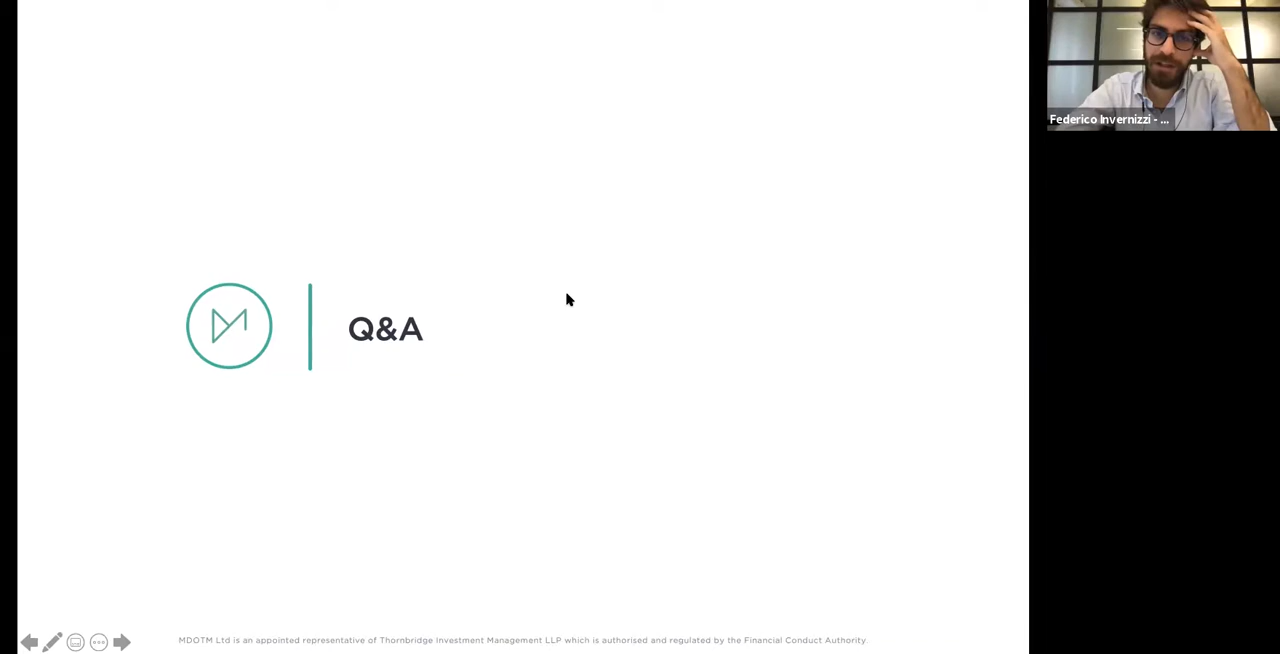 Federico Invernizzi - ...
Q&A
MDOTM Ltd is an appointed representative of Thornbridge Investment Management LLP which is authorised and regulated by the Financial Conduct Authority.